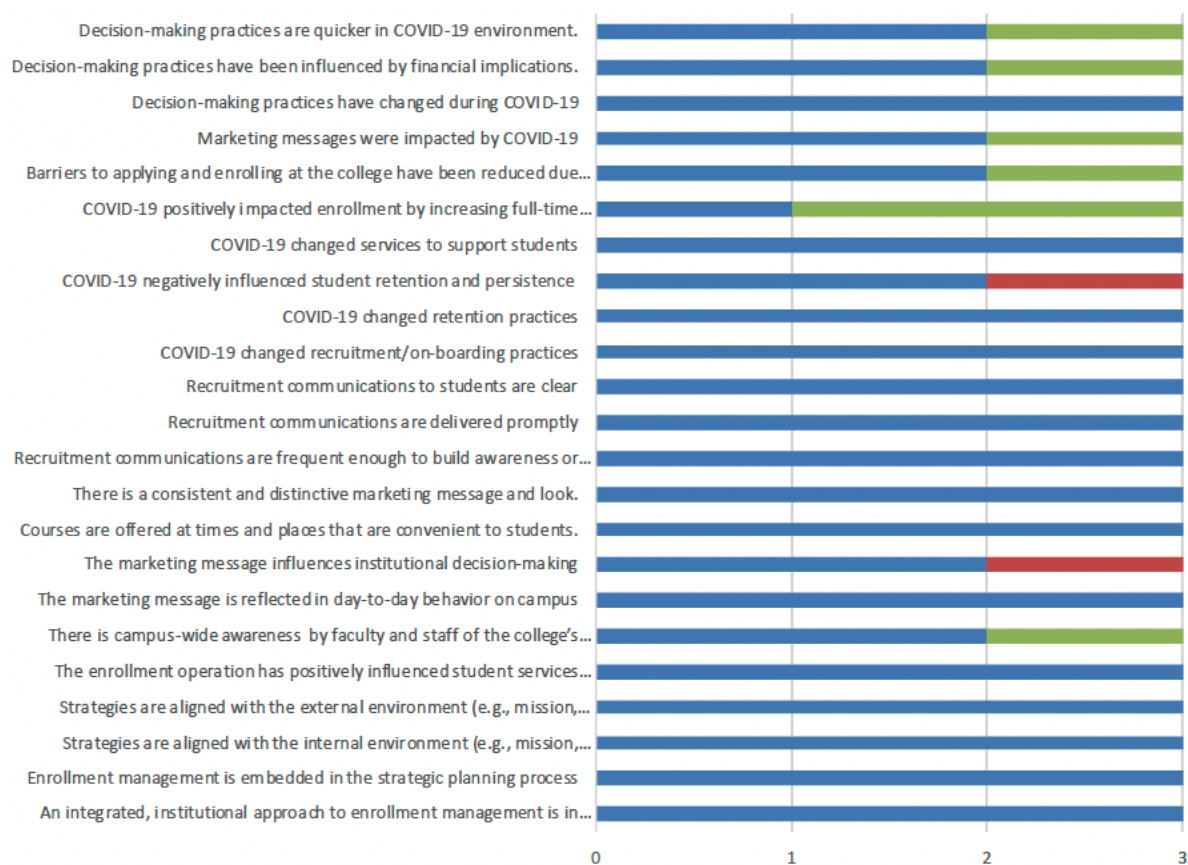 Decision-making practices are quicker in COVID-19 environment.
Decision-making practices have been influenced by financial implications.
Decision-making practices have changed during COVID-19
Marketing messages were impacted by COVID-19
Barriers to applying and enrolling at the college have been reduced due...
COVID-19 positively impacted enrollment by increasing full-time...
COVID-19 changed services to support students
COVID-19 negatively influenced student retention and persistence
COVID-19 changed retention practices
COVID-19 changed recruitment/on-boarding practices
Recruitment communications to students are clear
Recruitment communications are delivered promptly
Recruitment communications are frequent enough to build awareness or...
There is a consistent and distinctive marketing message and look.
Courses are offered at times and places that are convenient to students.
The marketing message influences institutional decision-making
The marketing message is reflected in day-to-day behavior on campus
There is campus-wide awareness by faculty and staff of the college's...
The enrollment operation has positively influenced student services...
Strategies are aligned with the external environment (e.g., mission,...
Strategies are aligned with the internal environment (e.g., mission,...
Enrollment management is embedded in the strategic planning process
An integrated, institutional approach to enrollment management is in...
0 1 2 3